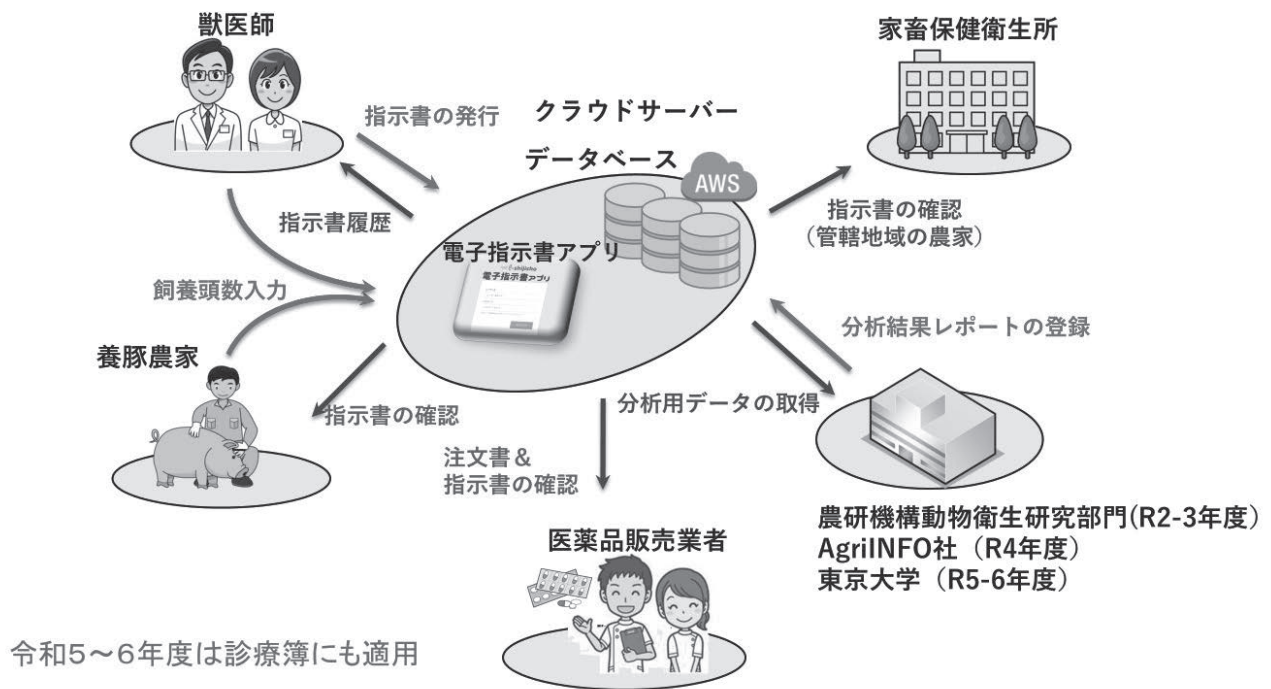 獣医師
家畜保健衛生所
指示書の発行
クラウドサーバー
データベース
AWS
指示書履歴
電子指示書アプリ
電子指示書アプリ
指示書の確認
（管轄地域の農家）
飼養頭数入力
分析結果レポートの登録
養豚農家
指示書の確認
分析用データの取得
注文書＆
指示書の確認
農研機構動物衛生研究部門(R2-3年度)
AgriINFO社（R4年度）
東京大学（R5-6年度）
医薬品販売業者
令和5～6年度は診療簿にも適用